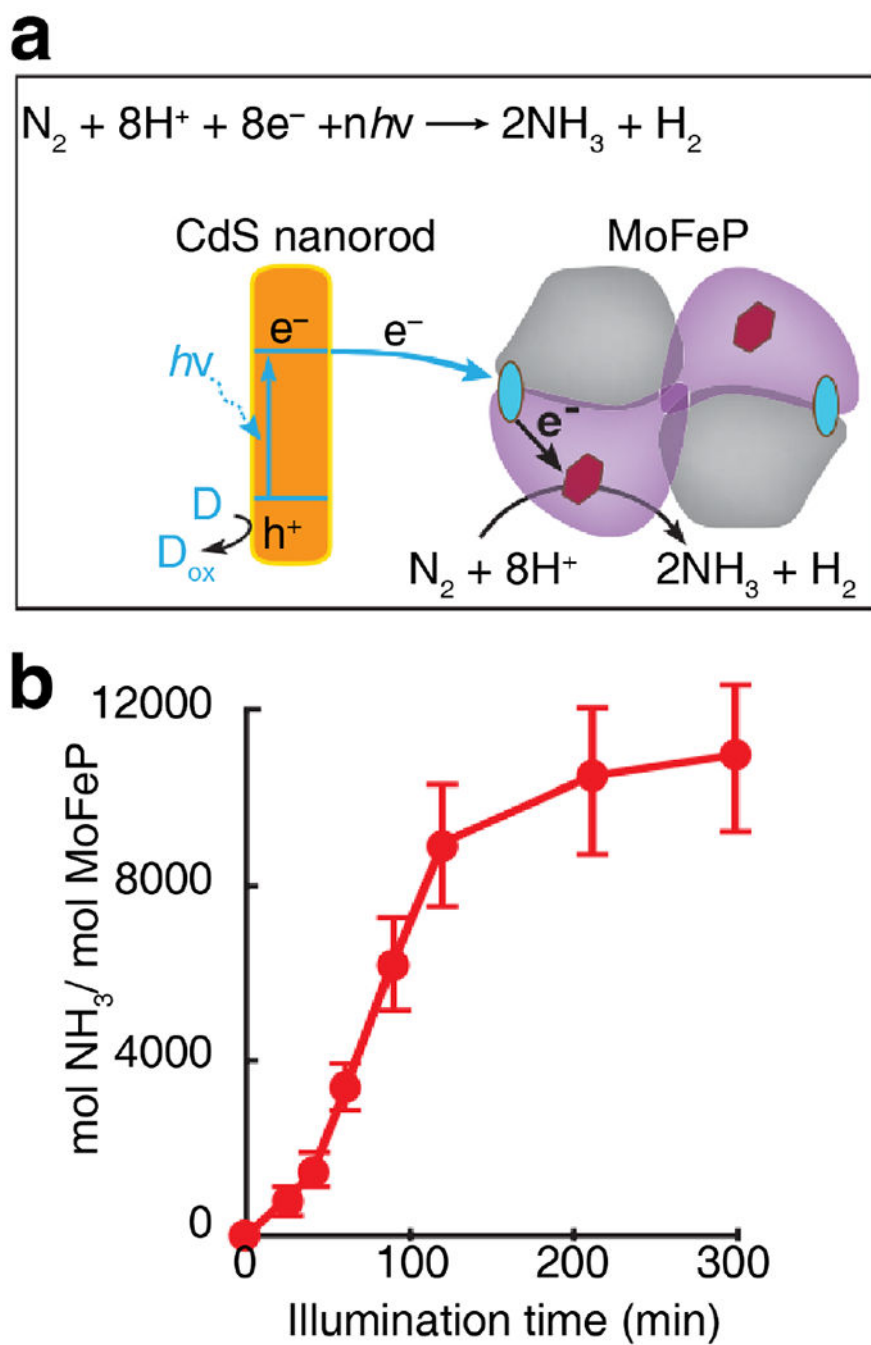 a
N₂ + 8H⁺ + 8e⁻ +nhν → 2NH₃ + H₂
CdS nanorod MoFeP
e⁻ e⁻
hν
e⁻
D
h⁺
Dₒₓ
N₂ + 8H⁺ 2NH₃ + H₂
b
12000
8000
4000
0
mol NH₃/ mol MoFeP
0 100 200 300
Illumination time (min)